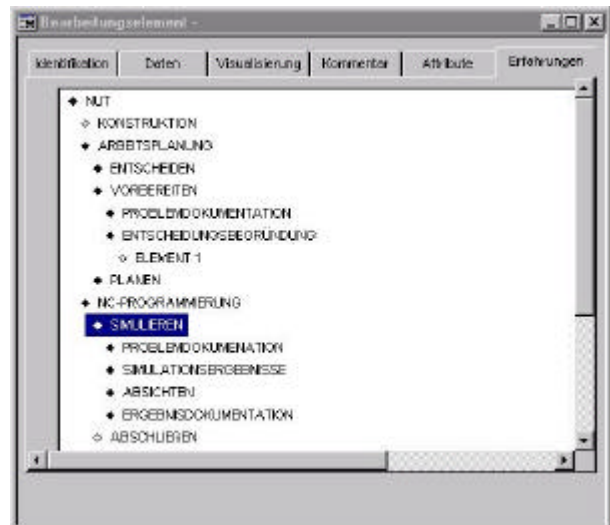 Bearbeitungselement -
Identifikation Daten Visualisierung Kommentar Attribute Erfahrungen
NUT
KONSTRUKTION
ARBEITSPLANUNG
ENTSCHEIDEN
VORBEREITEN
PROBLEMDOKUMENTATION
ENTSCHEIDUNGSBEGRÜNDUNG
ELEMENT 1
PLANEN
NC-PROGRAMMIERUNG
SIMULIEREN
PROBLEMDOKUMENATION
SIMULATIONSERGEBNISSE
ABSICHTEN
ERGEBNISDOKUMENTATION
ABSCHLIEßEN